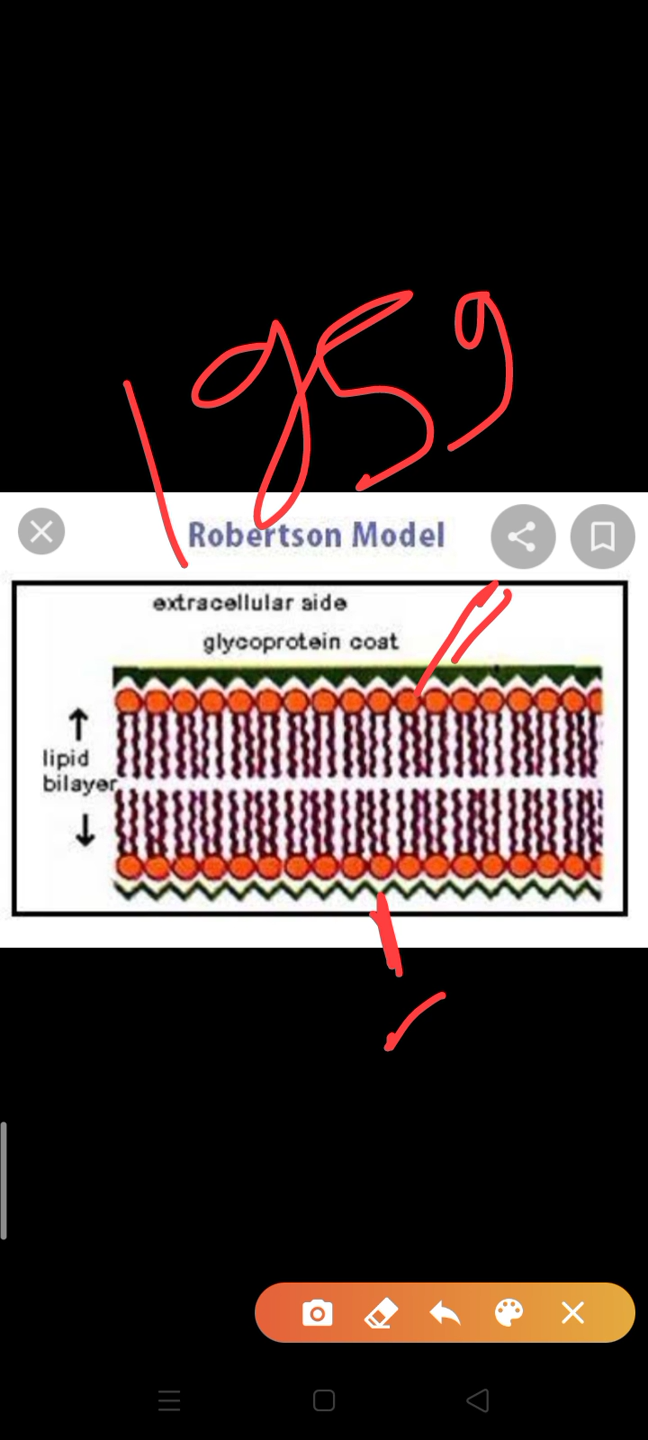 1959
Robertson Model
extracellular side
glycoprotein coat
lipid
bilayer